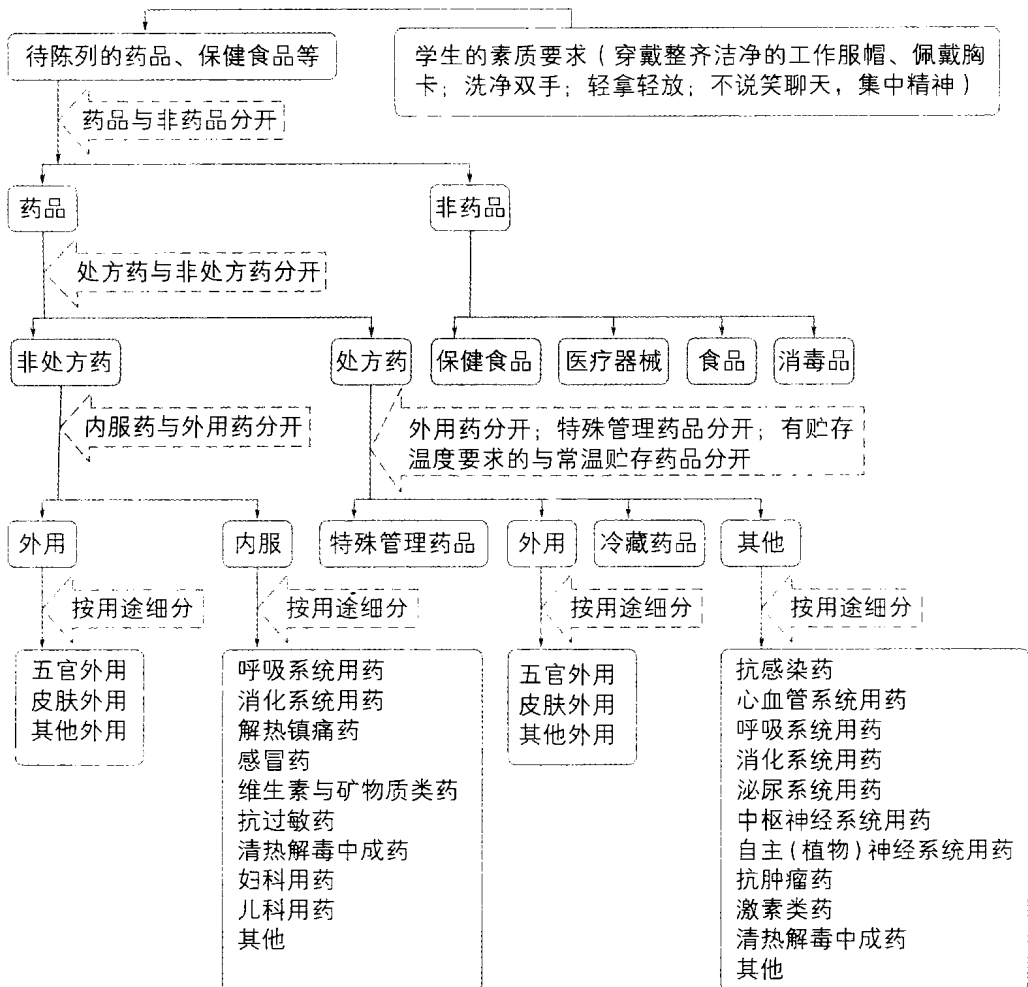 待陈列的药品、保健食品等
学生的素质要求（穿戴整齐洁净的工作服帽、佩戴胸
卡；洗净双手；轻拿轻放；不说笑聊天，集中精神）
药品与非药品分开
药品
非药品
处方药与非处方药分开
非处方药
处方药
保健食品
医疗器械
食品
消毒品
内服药与外用药分开
外用药分开；特殊管理药品分开；有贮存
温度要求的与常温贮存药品分开
外用
内服
特殊管理药品
外用
冷藏药品
其他
按用途细分
按用途细分
按用途细分
按用途细分
五官外用
皮肤外用
其他外用
呼吸系统用药
消化系统用药
解热镇痛药
感冒药
维生素与矿物质类药
抗过敏药
清热解毒中成药
妇科用药
儿科用药
其他
五官外用
皮肤外用
其他外用
抗感染药
心血管系统用药
呼吸系统用药
消化系统用药
泌尿系统用药
中枢神经系统用药
自主（植物）神经系统用药
抗肿瘤药
激素类药
清热解毒中成药
其他